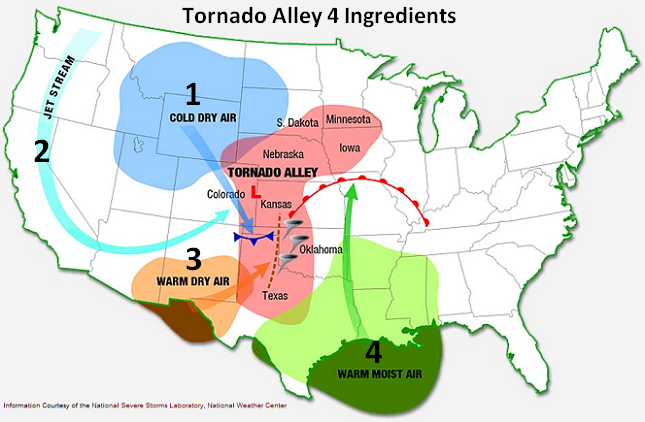 Tornado Alley 4 Ingredients
JET STREAM
1
COLD DRY AIR
2
S. Dakota
Minnesota
Iowa
Nebraska
TORNADO ALLEY
Colorado
L
Kansas
Oklahoma
3
WARM DRY AIR
Texas
4
WARM MOIST AIR
Information Courtesy of the National Severe Storms Laboratory, National Weather Center